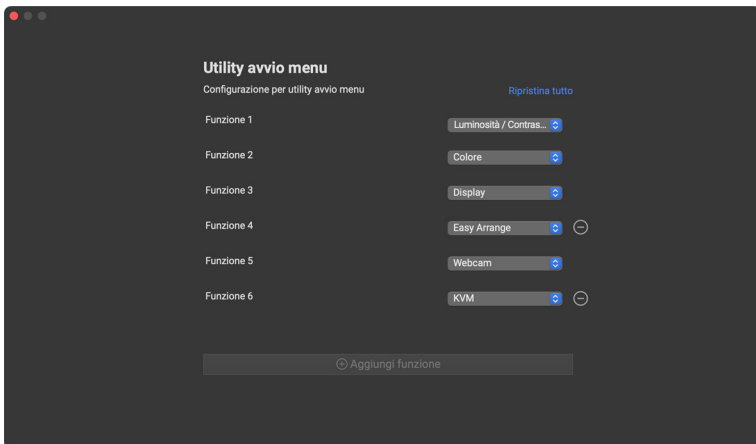 Utility avvio menu
Configurazione per utility avvio menu Ripristina tutto
Funzione 1 Luminosità / Contras...
Funzione 2 Colore
Funzione 3 Display
Funzione 4 Easy Arrange
Funzione 5 Webcam
Funzione 6 KVM
Aggiungi funzione